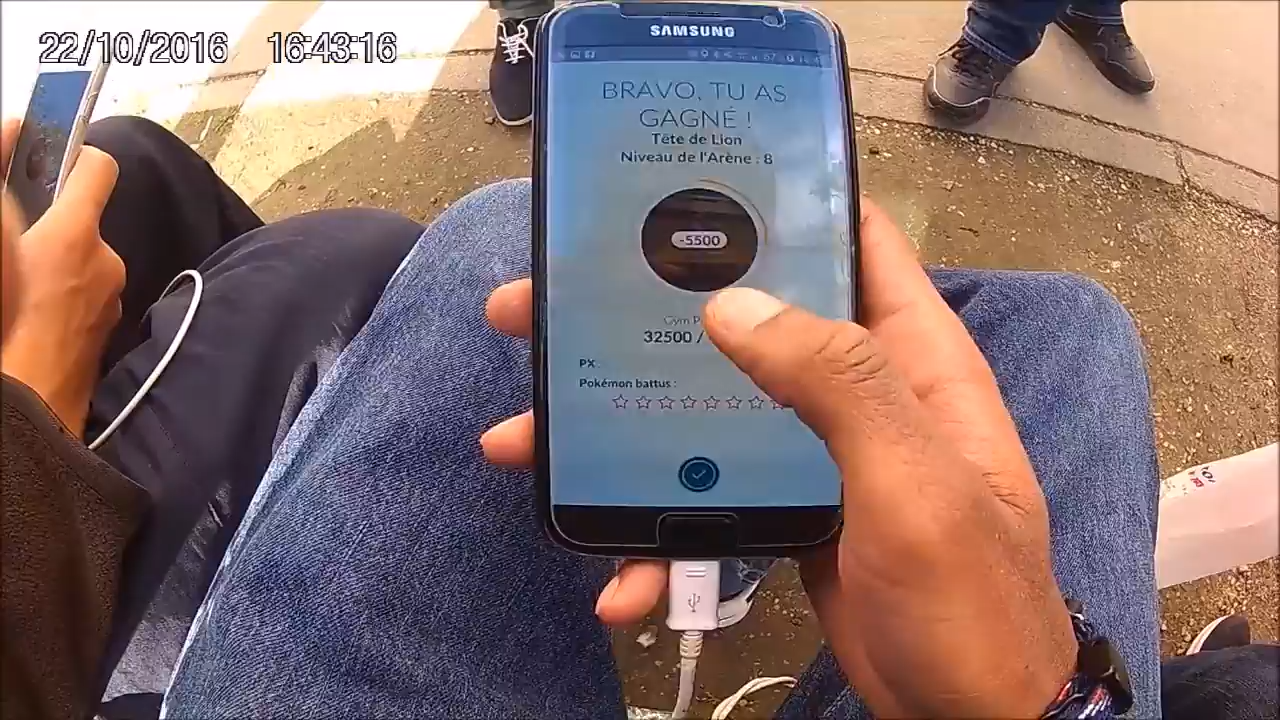 22/10/2016 16:43:16
SAMSUNG
BRAVO, TU AS
GAGNÉ !
Tête de Lion
Niveau de l'Arène : 8
-5500
Gym
32500 /
PX :
Pokémon battus :